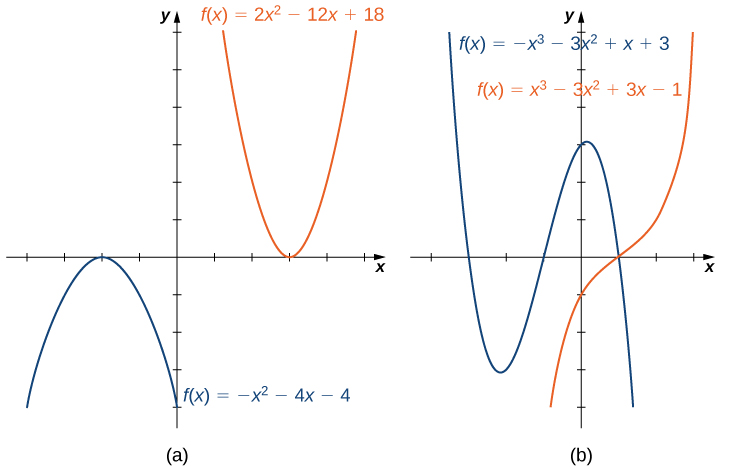 y
f(x) = 2x² − 12x + 18
x
f(x) = −x² − 4x − 4
(a)
y
f(x) = −x³ − 3x² + x + 3
f(x) = x³ − 3x² + 3x − 1
x
(b)